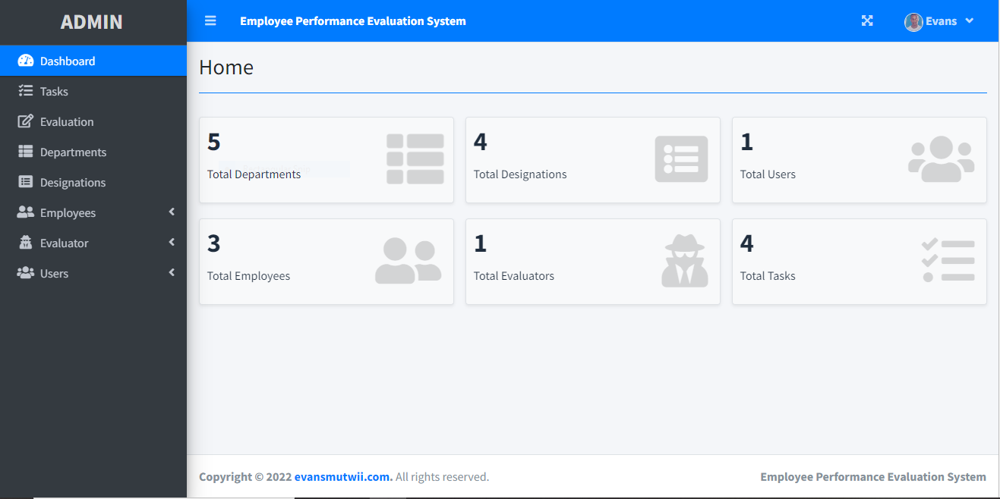 ADMIN
Employee Performance Evaluation System
Evans
Dashboard
Tasks
Evaluation
Departments
Designations
Employees
Evaluator
Users
Home
5
Total Departments
4
Total Designations
1
Total Users
3
Total Employees
1
Total Evaluators
4
Total Tasks
Copyright © 2022 evansmutwii.com. All rights reserved.
Employee Performance Evaluation System